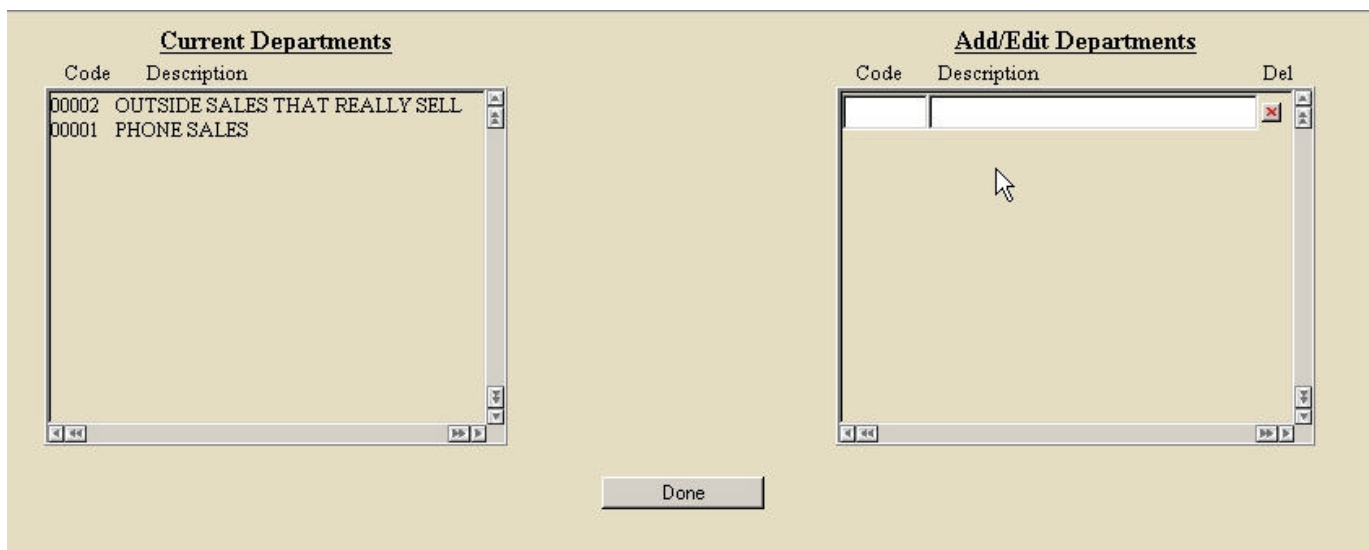 Current Departments
Code Description
00002 OUTSIDE SALES THAT REALLY SELL
00001 PHONE SALES
Add/Edit Departments
Code Description Del
Done